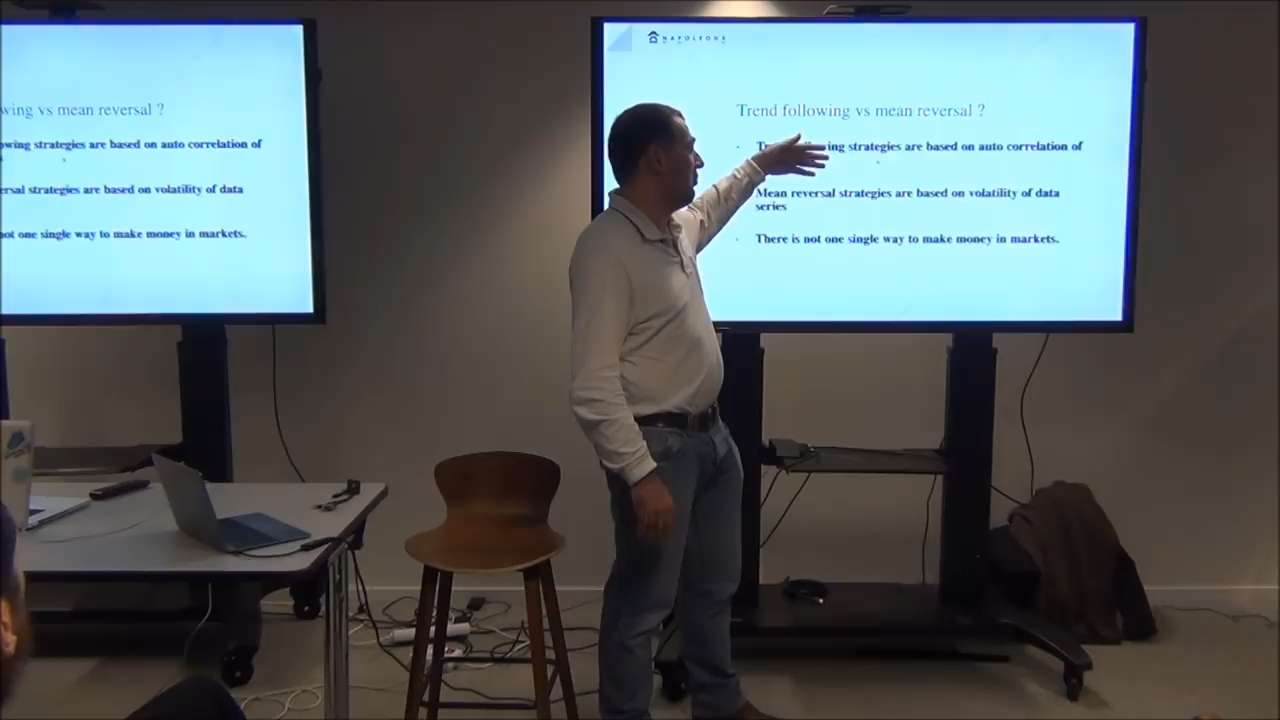 wing vs mean reversal ?
owing strategies are based on auto correlation of
rsal strategies are based on volatility of data
not one single way to make money in markets.
NAPOLEONX
Trend following vs mean reversal ?
ing strategies are based on auto correlation of
Mean reversal strategies are based on volatility of data
series
There is not one single way to make money in markets.